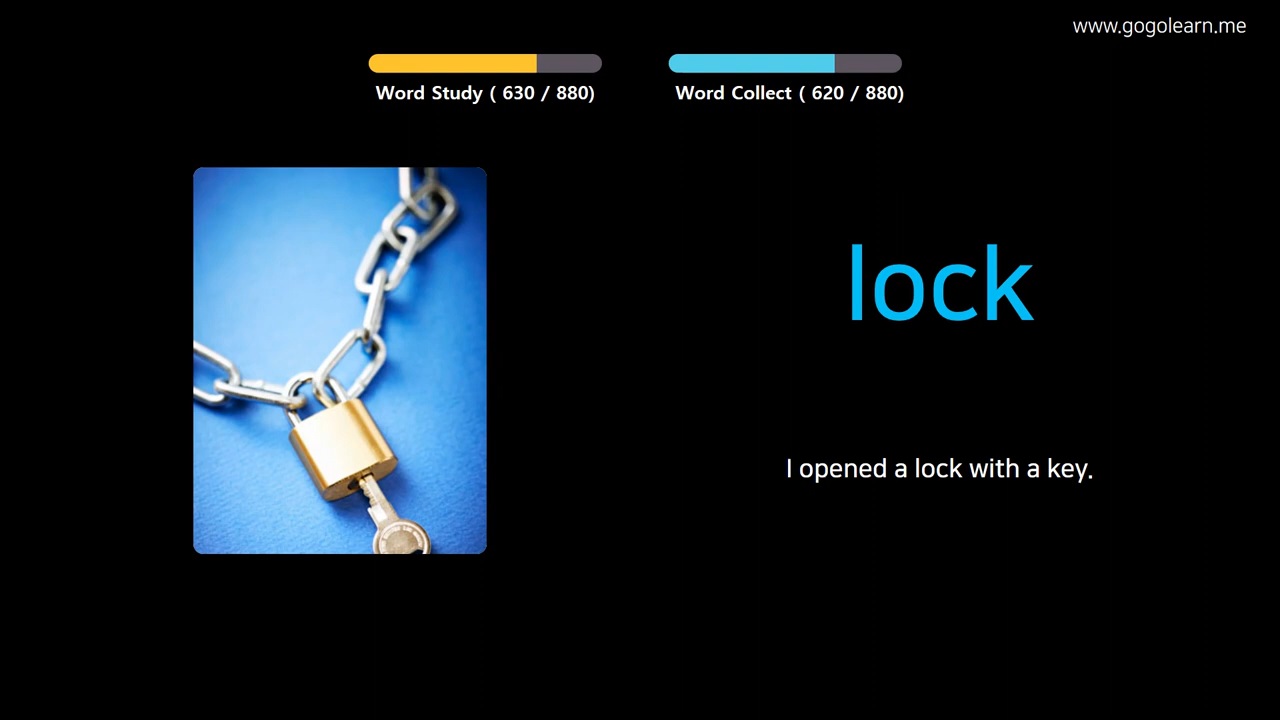 www.gogolearn.me
Word Study ( 630 / 880)
Word Collect ( 620 / 880)
lock
I opened a lock with a key.